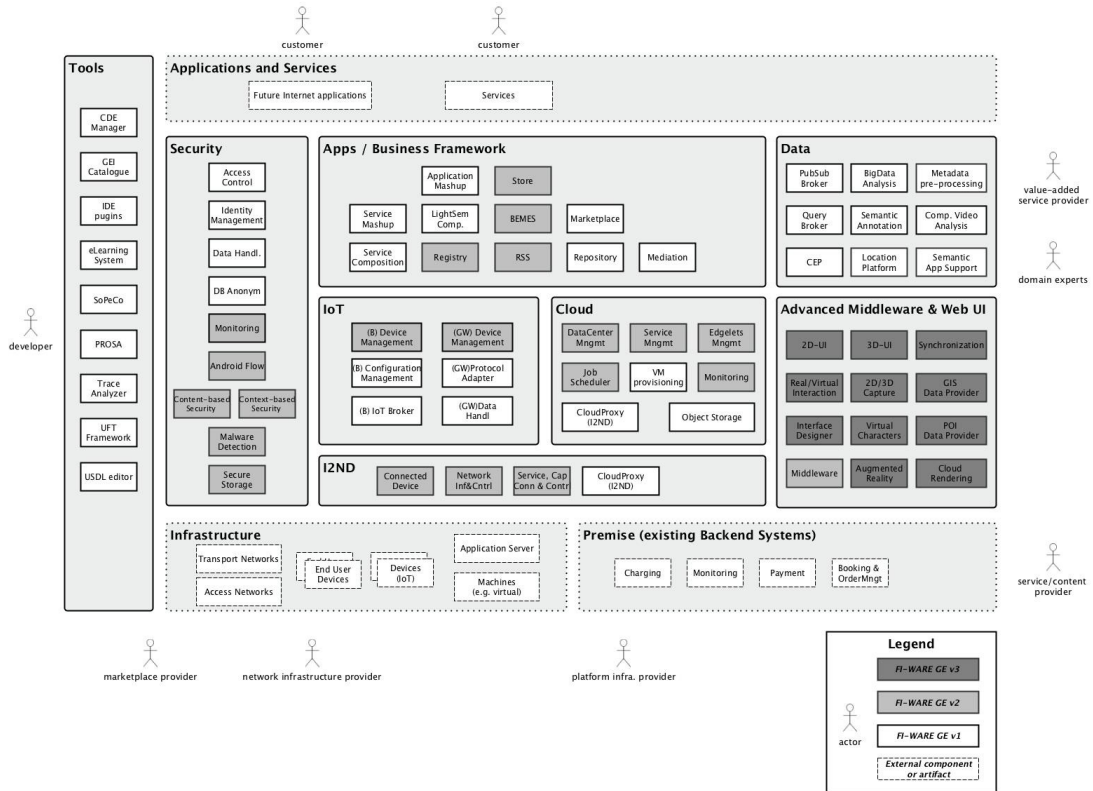 customer
customer
Tools
CDE
Manager
GEI
Catalogue
IDE
pugins
eLearning
System
SoPeCo
PROSA
Trace
Analyzer
UFT
Framework
USDL editor
developer
Applications and Services
Future Internet applications
Services
Security
Access
Control
Identity
Management
Data Handl.
DB Anonym
Monitoring
Android Flow
Content-based
Security
Context-based
Security
Malware
Detection
Secure
Storage
Apps / Business Framework
Application
Mashup
Store
Service
Mashup
LightSem
Comp.
BEMES
Marketplace
Service
Composition
Registry
RSS
Repository
Mediation
Data
PubSub
Broker
BigData
Analysis
Metadata
pre-processing
Query
Broker
Semantic
Annotation
Comp. Video
Analysis
CEP
Location
Platform
Semantic
App Support
value-added
service provider
domain experts
IoT
(B) Device
Management
(GW) Device
Management
(B) Configuration
Management
(GW)Protocol
Adapter
(B) IoT Broker
(GW)Data
Handl
Cloud
DataCenter
Mngmt
Service
Mngmt
Edgelets
Mngmt
Job
Scheduler
VM
provisioning
Monitoring
CloudProxy
(I2ND)
Object Storage
Advanced Middleware & Web UI
2D-UI
3D-UI
Synchronization
Real/Virtual
Interaction
2D/3D
Capture
GIS
Data Provider
Interface
Designer
Virtual
Characters
POI
Data Provider
Middleware
Augmented
Reality
Cloud
Rendering
I2ND
Connected
Device
Network
Inf&Cntrl
Service, Cap
Conn & Contr
CloudProxy
(I2ND)
Infrastructure
Transport Networks
Access Networks
End User
Devices
Devices
(IoT)
Application Server
Machines
(e.g. virtual)
Premise (existing Backend Systems)
Charging
Monitoring
Payment
Booking &
OrderMngt
service/content
provider
marketplace provider
network infrastructure provider
platform infra. provider
Legend
FI-WARE GE v3
FI-WARE GE v2
FI-WARE GE v1
External component
or artifact
actor